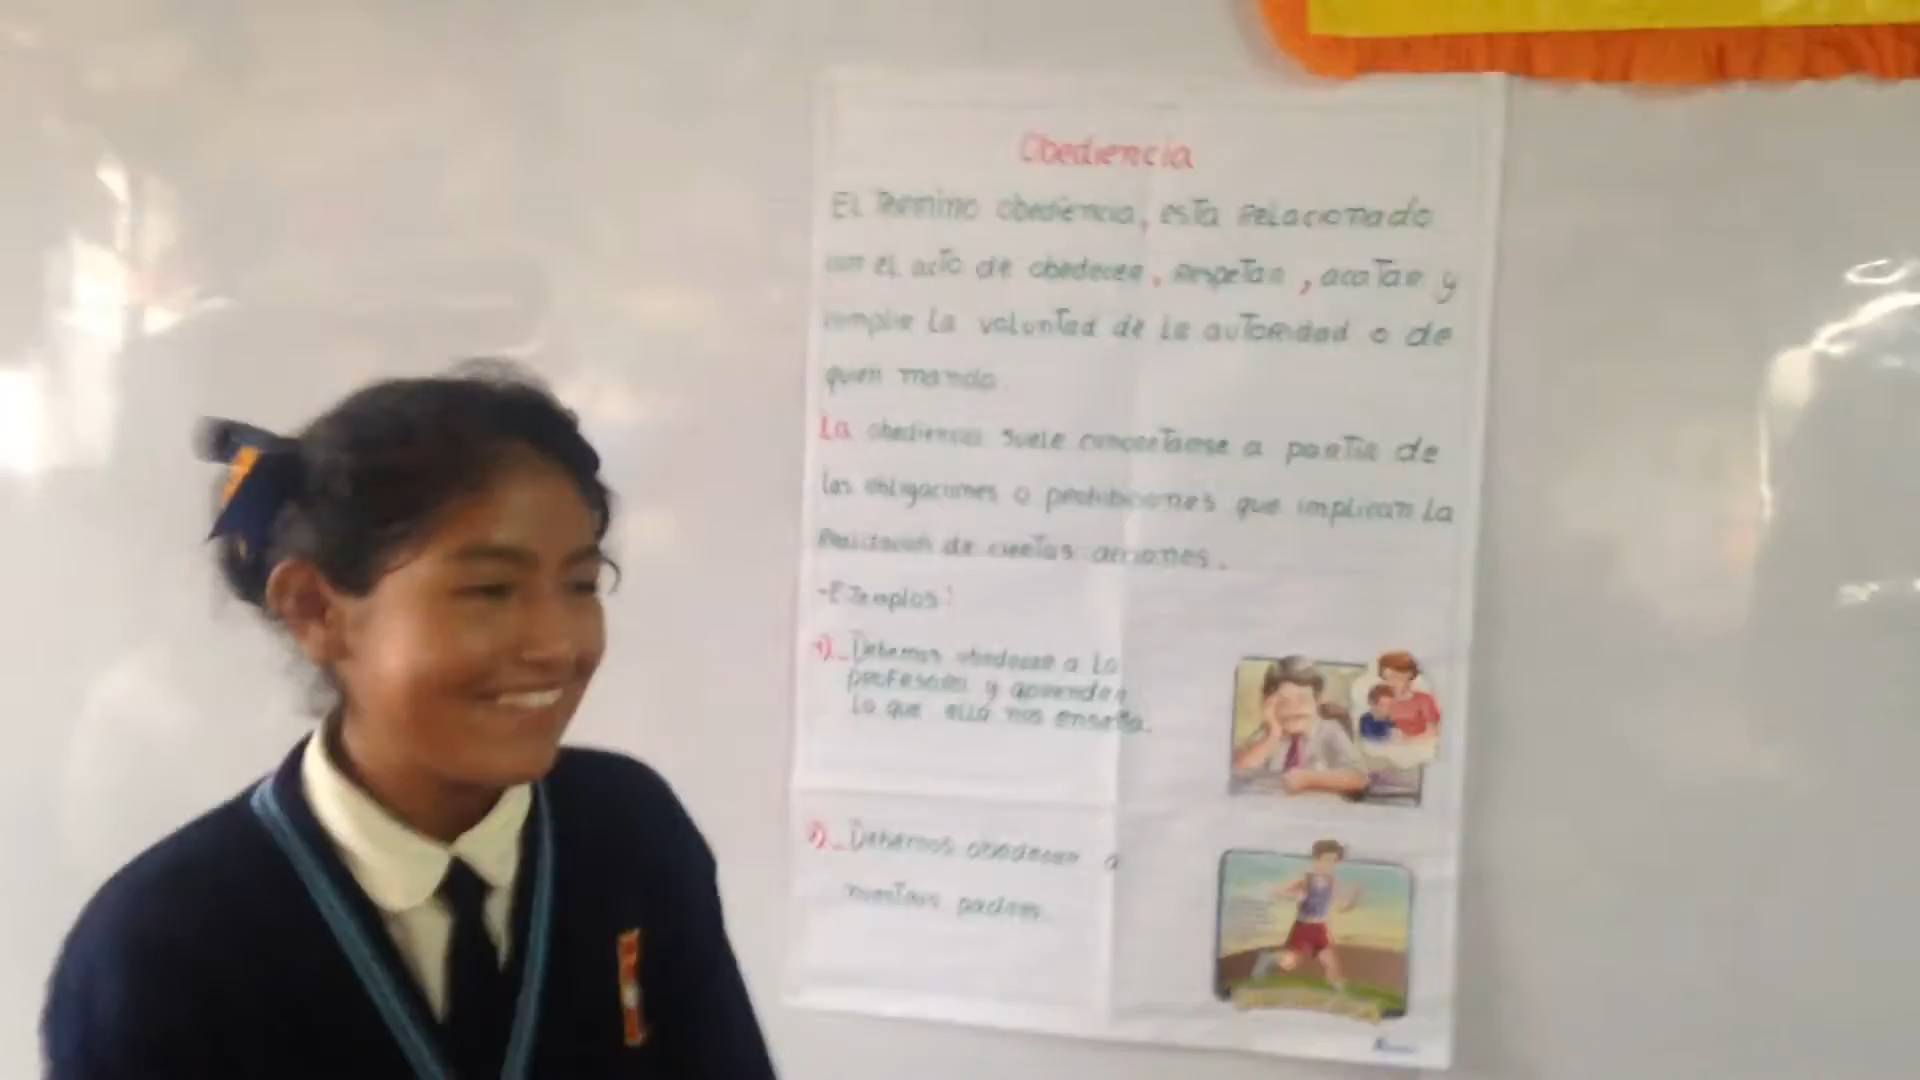 Obediencia
El Termino obediencia, esta relacionado
con el acto de obedecer, respetar, acatar y
cumplir la voluntad de la autoridad o de
quien manda.
La obediencia suele concretarse a partir de
las obligaciones o prohibiciones que implican la
realización de ciertas acciones.
-Ejemplos:
1)_ Debemos obedecer a la
profesora y aprender
lo que ella nos enseña.
2)_ Debemos obedecer a
nuestros padres.